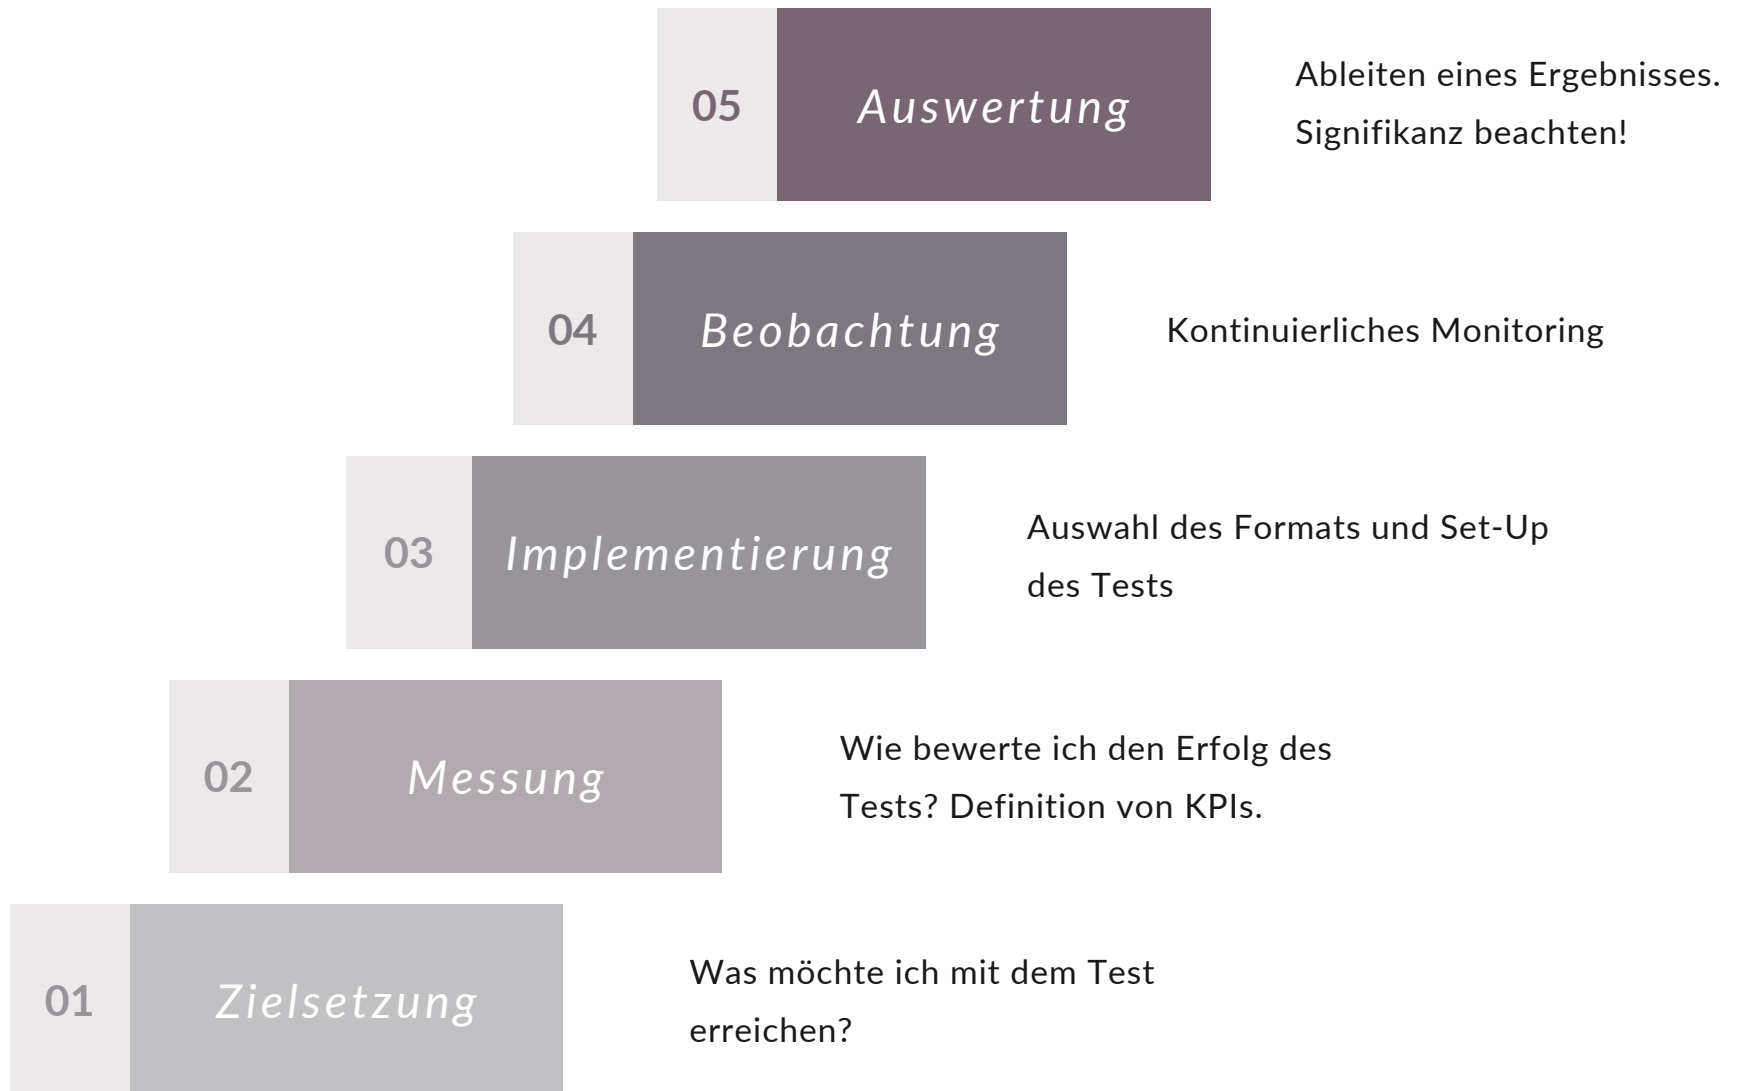 05
Auswertung
Ableiten eines Ergebnisses.
Signifikanz beachten!
04
Beobachtung
Kontinuierliches Monitoring
03
Implementierung
Auswahl des Formats und Set-Up
des Tests
02
Messung
Wie bewerte ich den Erfolg des
Tests? Definition von KPIs.
01
Zielsetzung
Was möchte ich mit dem Test
erreichen?